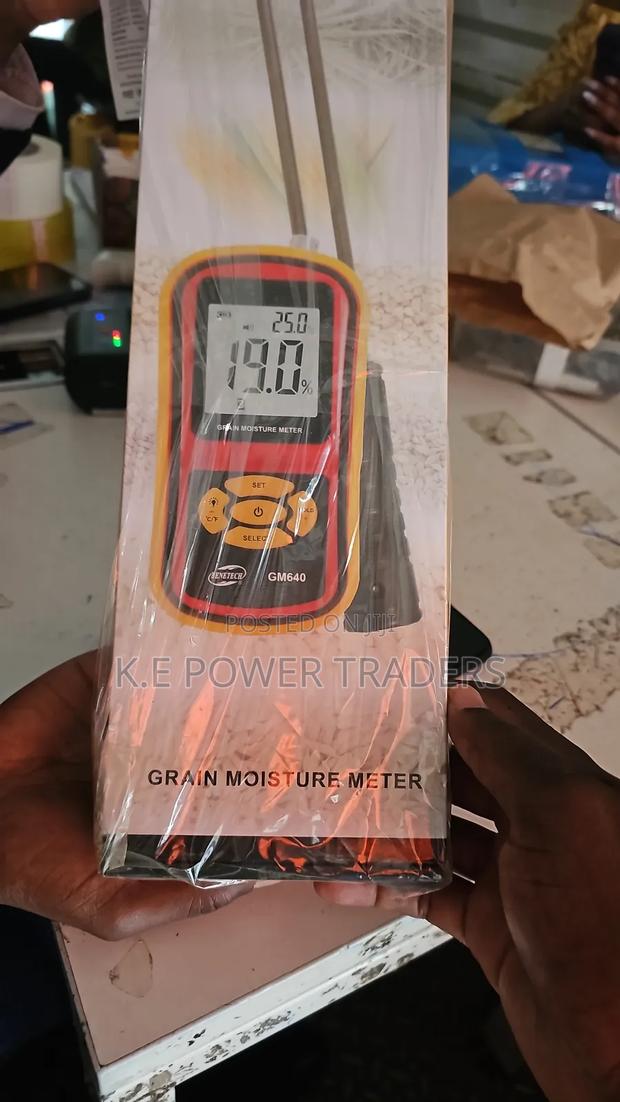 25.0
19.0 %
GRAIN MOISTURE METER
SET
°C/°F
HOLD
SELECT
BENETECH
GM640
POSTED ON JIJI
K.E POWER TRADERS
GRAIN MOISTURE METER